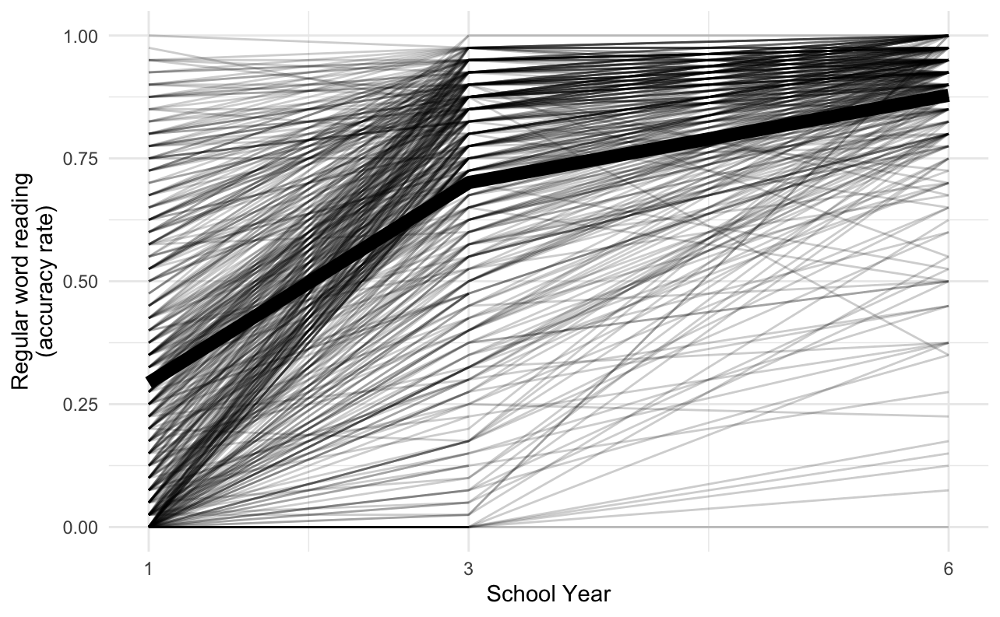 Regular word reading
(accuracy rate)
1.00
0.75
0.50
0.25
0.00
1 3 6
School Year